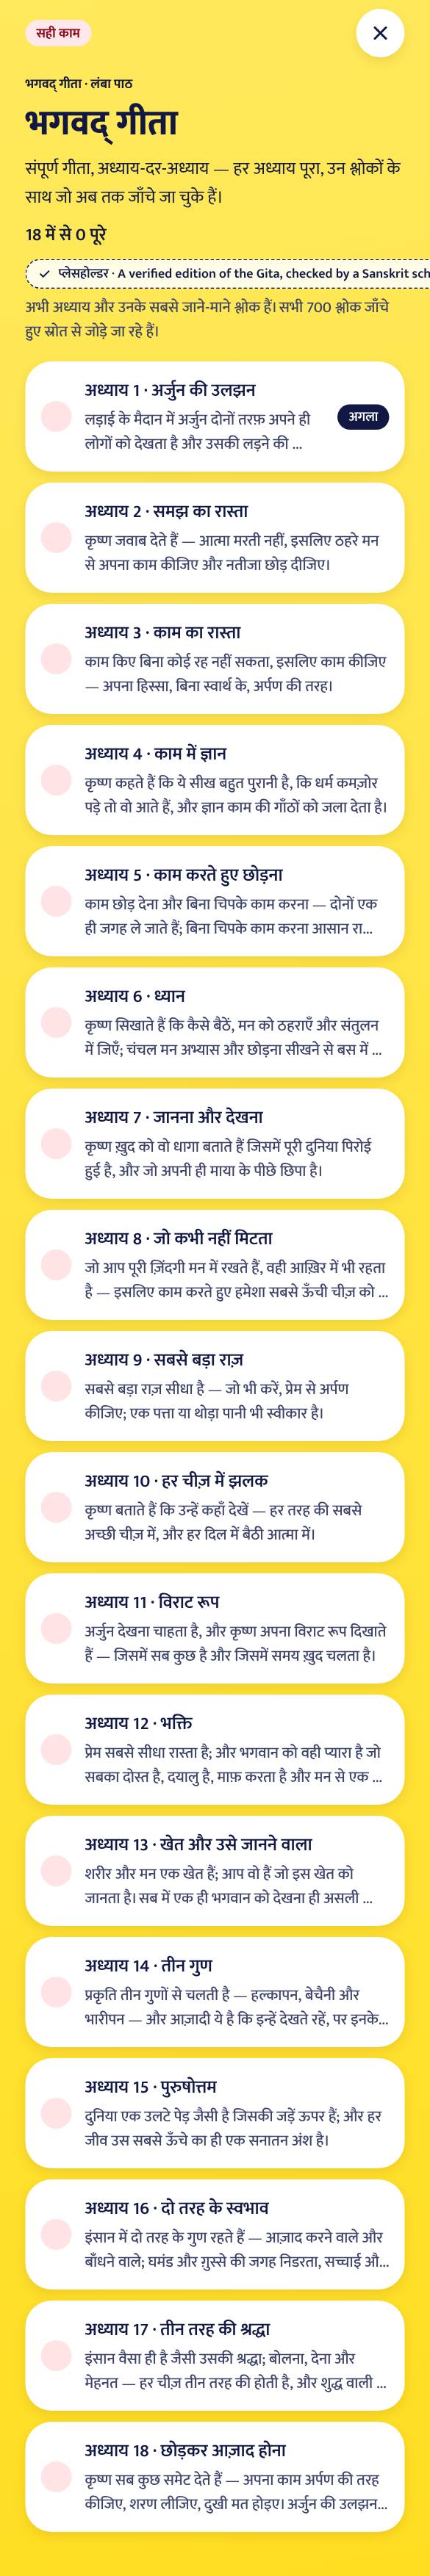 सही काम
भगवद् गीता · लंबा पाठ
भगवद् गीता
संपूर्ण गीता, अध्याय-दर-अध्याय — हर अध्याय पूरा, उन श्लोकों के
साथ जो अब तक जाँचे जा चुके हैं।
18 में से 0 पूरे
प्लेसहोल्डर · A verified edition of the Gita, checked by a Sanskrit sch
अभी अध्याय और उनके सबसे जाने-माने श्लोक हैं। सभी 700 श्लोक जाँचे
हुए स्रोत से जोड़े जा रहे हैं।
अध्याय 1 · अर्जुन की उलझन
लड़ाई के मैदान में अर्जुन दोनों तरफ़ अपने ही
लोगों को देखता है और उसकी लड़ने की ...
अगला
अध्याय 2 · समझ का रास्ता
कृष्ण जवाब देते हैं — आत्मा मरती नहीं, इसलिए ठहरे मन
से अपना काम कीजिए और नतीजा छोड़ दीजिए।
अध्याय 3 · काम का रास्ता
काम किए बिना कोई रह नहीं सकता, इसलिए काम कीजिए
— अपना हिस्सा, बिना स्वार्थ के, अर्पण की तरह।
अध्याय 4 · काम में ज्ञान
कृष्ण कहते हैं कि ये सीख बहुत पुरानी है, कि धर्म कमज़ोर
पड़े तो वो आते हैं, और ज्ञान काम की गाँठों को जला देता है।
अध्याय 5 · काम करते हुए छोड़ना
काम छोड़ देना और बिना चिपके काम करना — दोनों एक
ही जगह ले जाते हैं; बिना चिपके काम करना आसान रा...
अध्याय 6 · ध्यान
कृष्ण सिखाते हैं कि कैसे बैठें, मन को ठहराएँ और संतुलन
में जिएँ; चंचल मन अभ्यास और छोड़ना सीखने से बस में ...
अध्याय 7 · जानना और देखना
कृष्ण ख़ुद को वो धागा बताते हैं जिसमें पूरी दुनिया पिरोई
हुई है, और जो अपनी ही माया के पीछे छिपा है।
अध्याय 8 · जो कभी नहीं मिटता
जो आप पूरी ज़िंदगी मन में रखते हैं, वही आख़िर में भी रहता
है — इसलिए काम करते हुए हमेशा सबसे ऊँची चीज़ को ...
अध्याय 9 · सबसे बड़ा राज़
सबसे बड़ा राज़ सीधा है — जो भी करें, प्रेम से अर्पण
कीजिए; एक पत्ता या थोड़ा पानी भी स्वीकार है।
अध्याय 10 · हर चीज़ में झलक
कृष्ण बताते हैं कि उन्हें कहाँ देखें — हर तरह की सबसे
अच्छी चीज़ में, और हर दिल में बैठी आत्मा में।
अध्याय 11 · विराट रूप
अर्जुन देखना चाहता है, और कृष्ण अपना विराट रूप दिखाते
हैं — जिसमें सब कुछ है और जिसमें समय ख़ुद चलता है।
अध्याय 12 · भक्ति
प्रेम सबसे सीधा रास्ता है; और भगवान को वही प्यारा है जो
सबका दोस्त है, दयालु है, माफ़ करता है और मन से एक ...
अध्याय 13 · खेत और उसे जानने वाला
शरीर और मन एक खेत हैं; आप वो हैं जो इस खेत को
जानता है। सब में एक ही भगवान को देखना ही असली ...
अध्याय 14 · तीन गुण
प्रकृति तीन गुणों से चलती है — हल्कापन, बेचैनी और
भारीपन — और आज़ादी ये है कि इन्हें देखते रहें, पर इनके...
अध्याय 15 · पुरुषोत्तम
दुनिया एक उलटे पेड़ जैसी है जिसकी जड़ें ऊपर हैं; और हर
जीव उस सबसे ऊँचे का ही एक सनातन अंश है।
अध्याय 16 · दो तरह के स्वभाव
इंसान में दो तरह के गुण रहते हैं — आज़ाद करने वाले और
बाँधने वाले; घमंड और ग़ुस्से की जगह निडरता, सच्चाई औ...
अध्याय 17 · तीन तरह की श्रद्धा
इंसान वैसा ही है जैसी उसकी श्रद्धा; बोलना, देना और
मेहनत — हर चीज़ तीन तरह की होती है, और शुद्ध वाली ...
अध्याय 18 · छोड़कर आज़ाद होना
कृष्ण सब कुछ समेट देते हैं — अपना काम अर्पण की तरह
कीजिए, शरण लीजिए, दुखी मत होइए। अर्जुन की उलझन...